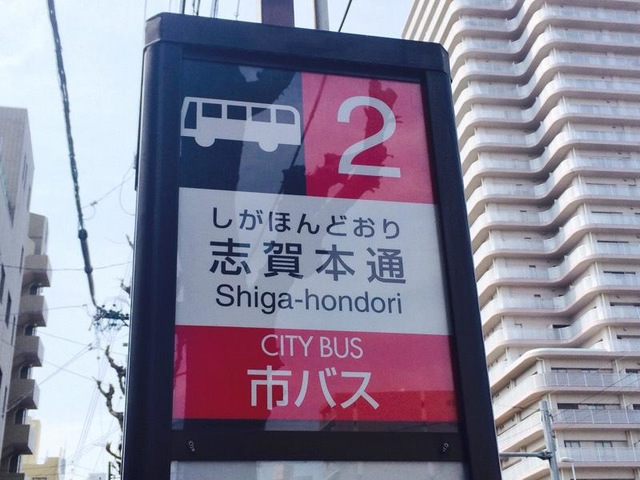 2
しがほんどおり
志賀本通
Shiga-hondori
CITY BUS
市バス